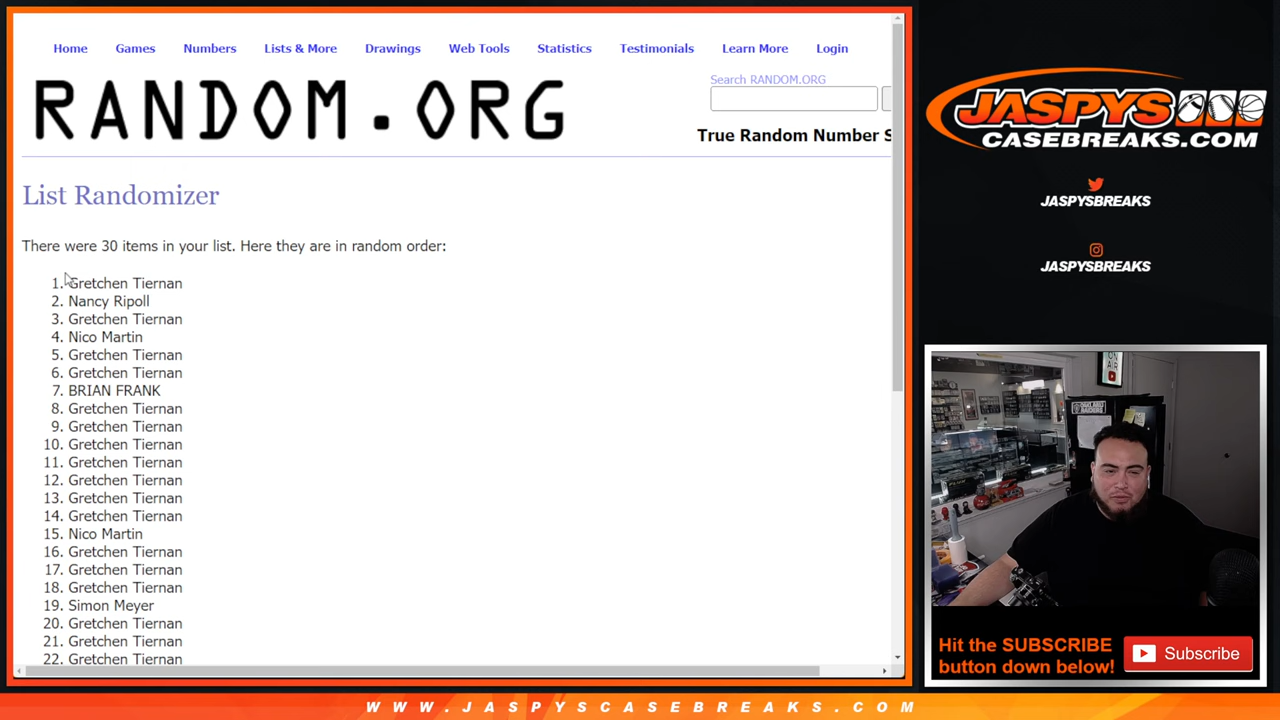 Home Games Numbers Lists & More Drawings Web Tools Statistics Testimonials Learn More Login
RANDOM.ORG
Search RANDOM.ORG
True Random Number S
List Randomizer
There were 30 items in your list. Here they are in random order:
1. Gretchen Tiernan
2. Nancy Ripoll
3. Gretchen Tiernan
4. Nico Martin
5. Gretchen Tiernan
6. Gretchen Tiernan
7. BRIAN FRANK
8. Gretchen Tiernan
9. Gretchen Tiernan
10. Gretchen Tiernan
11. Gretchen Tiernan
12. Gretchen Tiernan
13. Gretchen Tiernan
14. Gretchen Tiernan
15. Nico Martin
16. Gretchen Tiernan
17. Gretchen Tiernan
18. Gretchen Tiernan
19. Simon Meyer
20. Gretchen Tiernan
21. Gretchen Tiernan
22. Gretchen Tiernan
JASPYS
CASEBREAKS.COM
JASPYSBREAKS
JASPYSBREAKS
ON
AIR
Hit the SUBSCRIBE
button down below!
Subscribe
WWW.JASPYSCASEBREAKS.COM